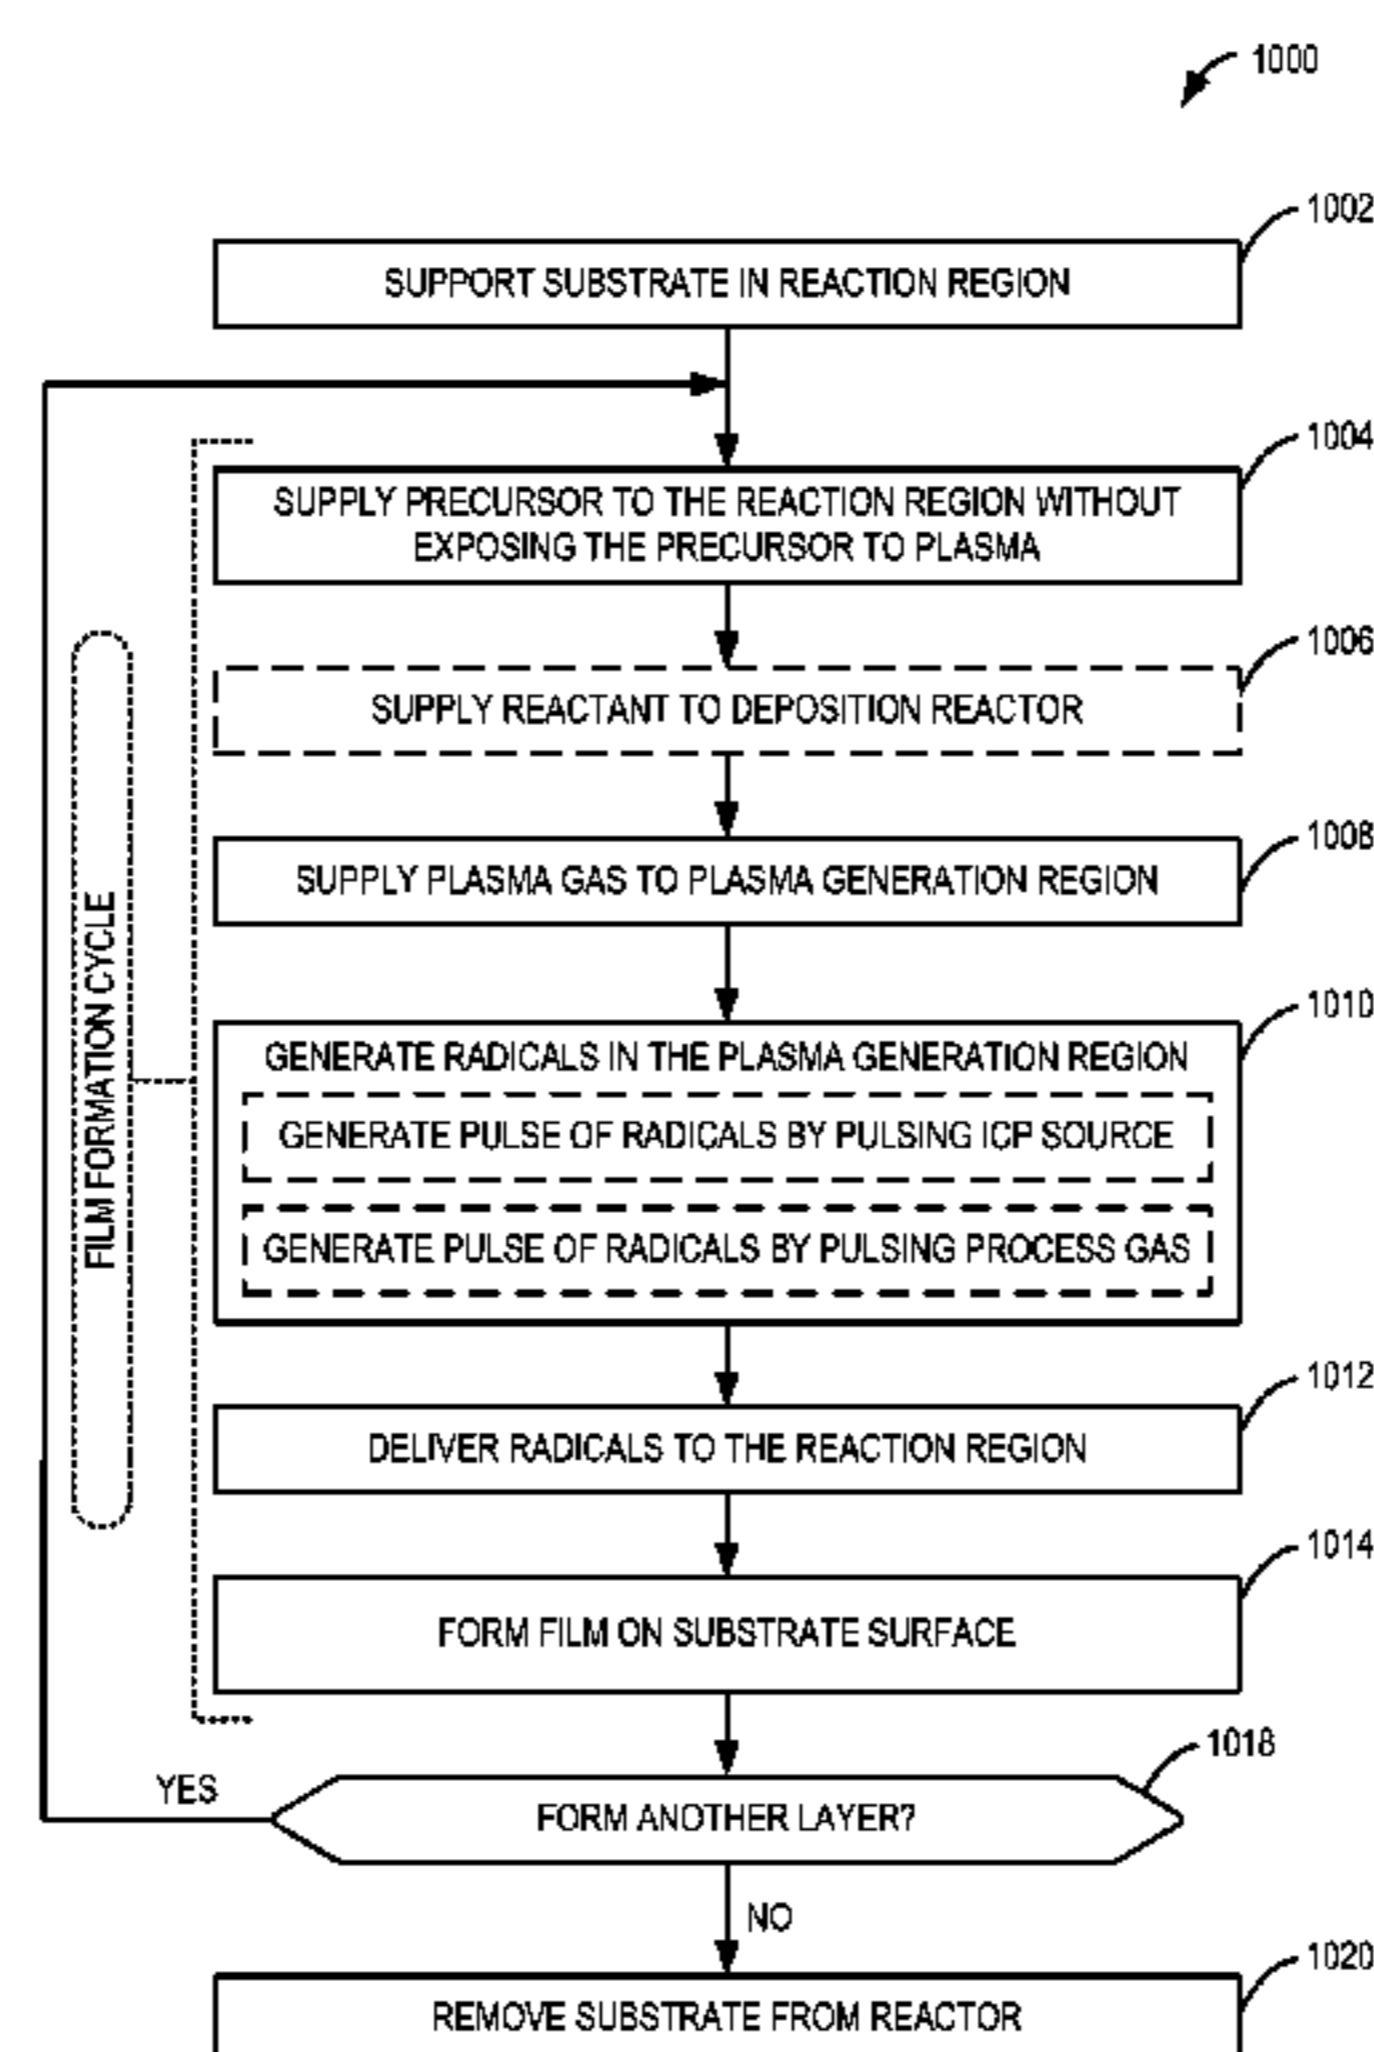 1000
1002
SUPPORT SUBSTRATE IN REACTION REGION
1004
SUPPLY PRECURSOR TO THE REACTION REGION WITHOUT
EXPOSING THE PRECURSOR TO PLASMA
1006
SUPPLY REACTANT TO DEPOSITION REACTOR
1008
SUPPLY PLASMA GAS TO PLASMA GENERATION REGION
FILM FORMATION CYCLE
1010
GENERATE RADICALS IN THE PLASMA GENERATION REGION
GENERATE PULSE OF RADICALS BY PULSING ICP SOURCE
GENERATE PULSE OF RADICALS BY PULSING PROCESS GAS
1012
DELIVER RADICALS TO THE REACTION REGION
1014
FORM FILM ON SUBSTRATE SURFACE
1018
YES
FORM ANOTHER LAYER?
NO
1020
REMOVE SUBSTRATE FROM REACTOR